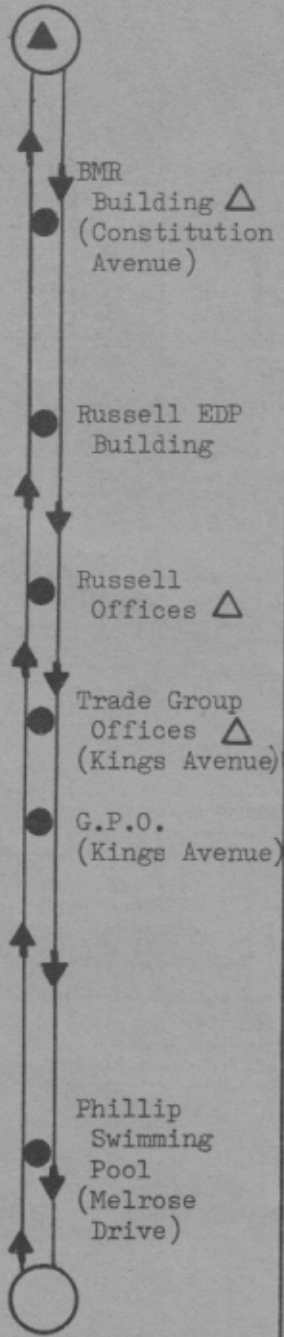 BMR
Building △
(Constitution
Avenue)
Russell EDP
Building
Russell
Offices △
Trade Group
Offices △
(Kings Avenue)
G.P.O.
(Kings Avenue)
Phillip
Swimming
Pool
(Melrose
Drive)